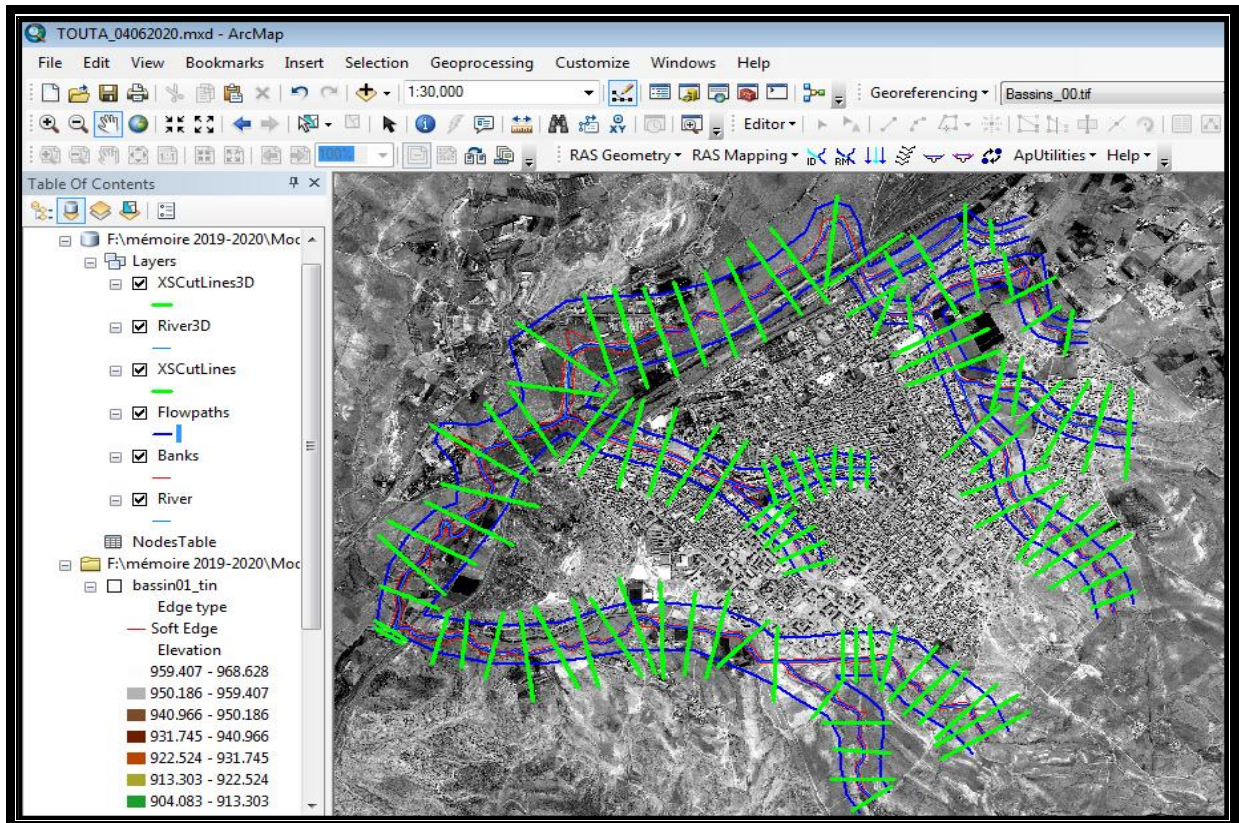 TOUTA_04062020.mxd - ArcMap
File Edit View Bookmarks Insert Selection Geoprocessing Customize Windows Help
1:30,000
Georeferencing
Bassins_00.tif
Editor
100%
RAS Geometry RAS Mapping ID RMK ApUtilities Help
Table Of Contents
F:\mémoire 2019-2020\Moc
Layers
XSCutLines3D
River3D
XSCutLines
Flowpaths
Banks
River
NodesTable
F:\mémoire 2019-2020\Moc
bassin01_tin
Edge type
Soft Edge
Elevation
959.407 - 968.628
950.186 - 959.407
940.966 - 950.186
931.745 - 940.966
922.524 - 931.745
913.303 - 922.524
904.083 - 913.303